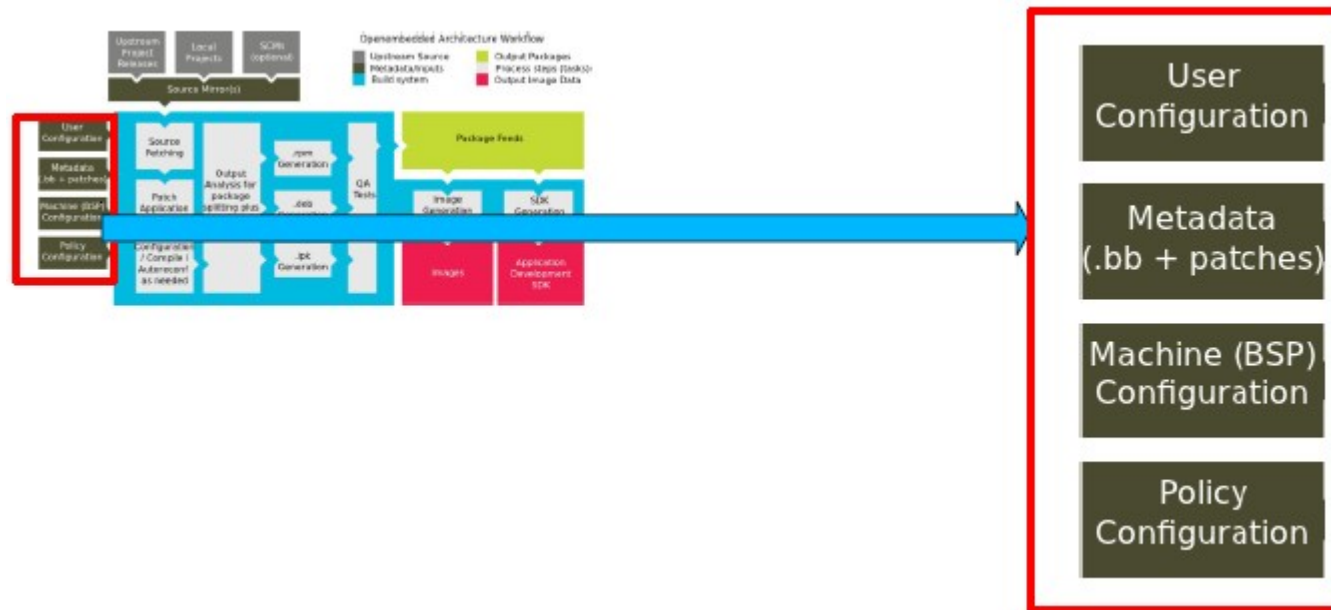 Openembedded Architecture Workflow
Upstream Source
Metadata/Inputs
Build system
Output Packages
Process steps (tasks)
Output Image Data
Upstream
Project
Releases
Local
Projects
SCMs
(optional)
Source Mirror(s)
User
Configuration
Metadata
(.bb + patches)
Machine (BSP)
Configuration
Policy
Configuration
Source
Fetching
Patch
Application
Configuration
/ Compile /
Autoreconf
as needed
Output
Analysis for
package
splitting plus
.rpm
Generation
.deb
.ipk
Generation
QA
Tests
Package Feeds
Image
Generation
SDK
Generation
Images
Application
Development
SDK
User
Configuration
Metadata
(.bb + patches)
Machine (BSP)
Configuration
Policy
Configuration